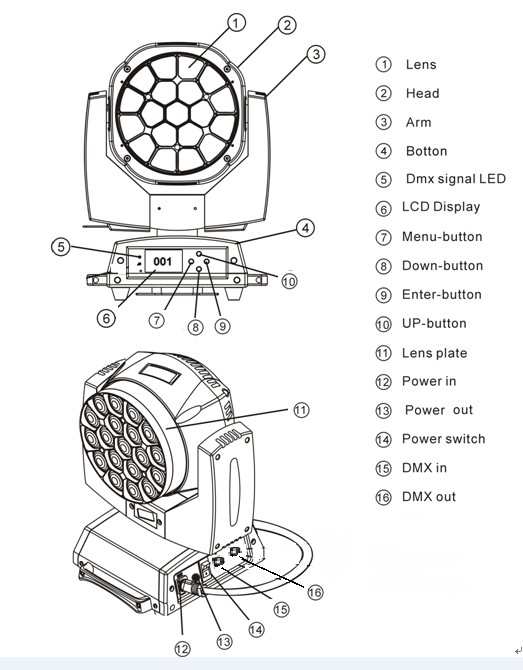 1
2
3
4
5
001
10
6
7
8
9
11
12
13
14
15
16
1 Lens
2 Head
3 Arm
4 Botton
5 Dmx signal LED
6 LCD Display
7 Menu-button
8 Down-button
9 Enter-button
10 UP-button
11 Lens plate
12 Power in
13 Power out
14 Power switch
15 DMX in
16 DMX out